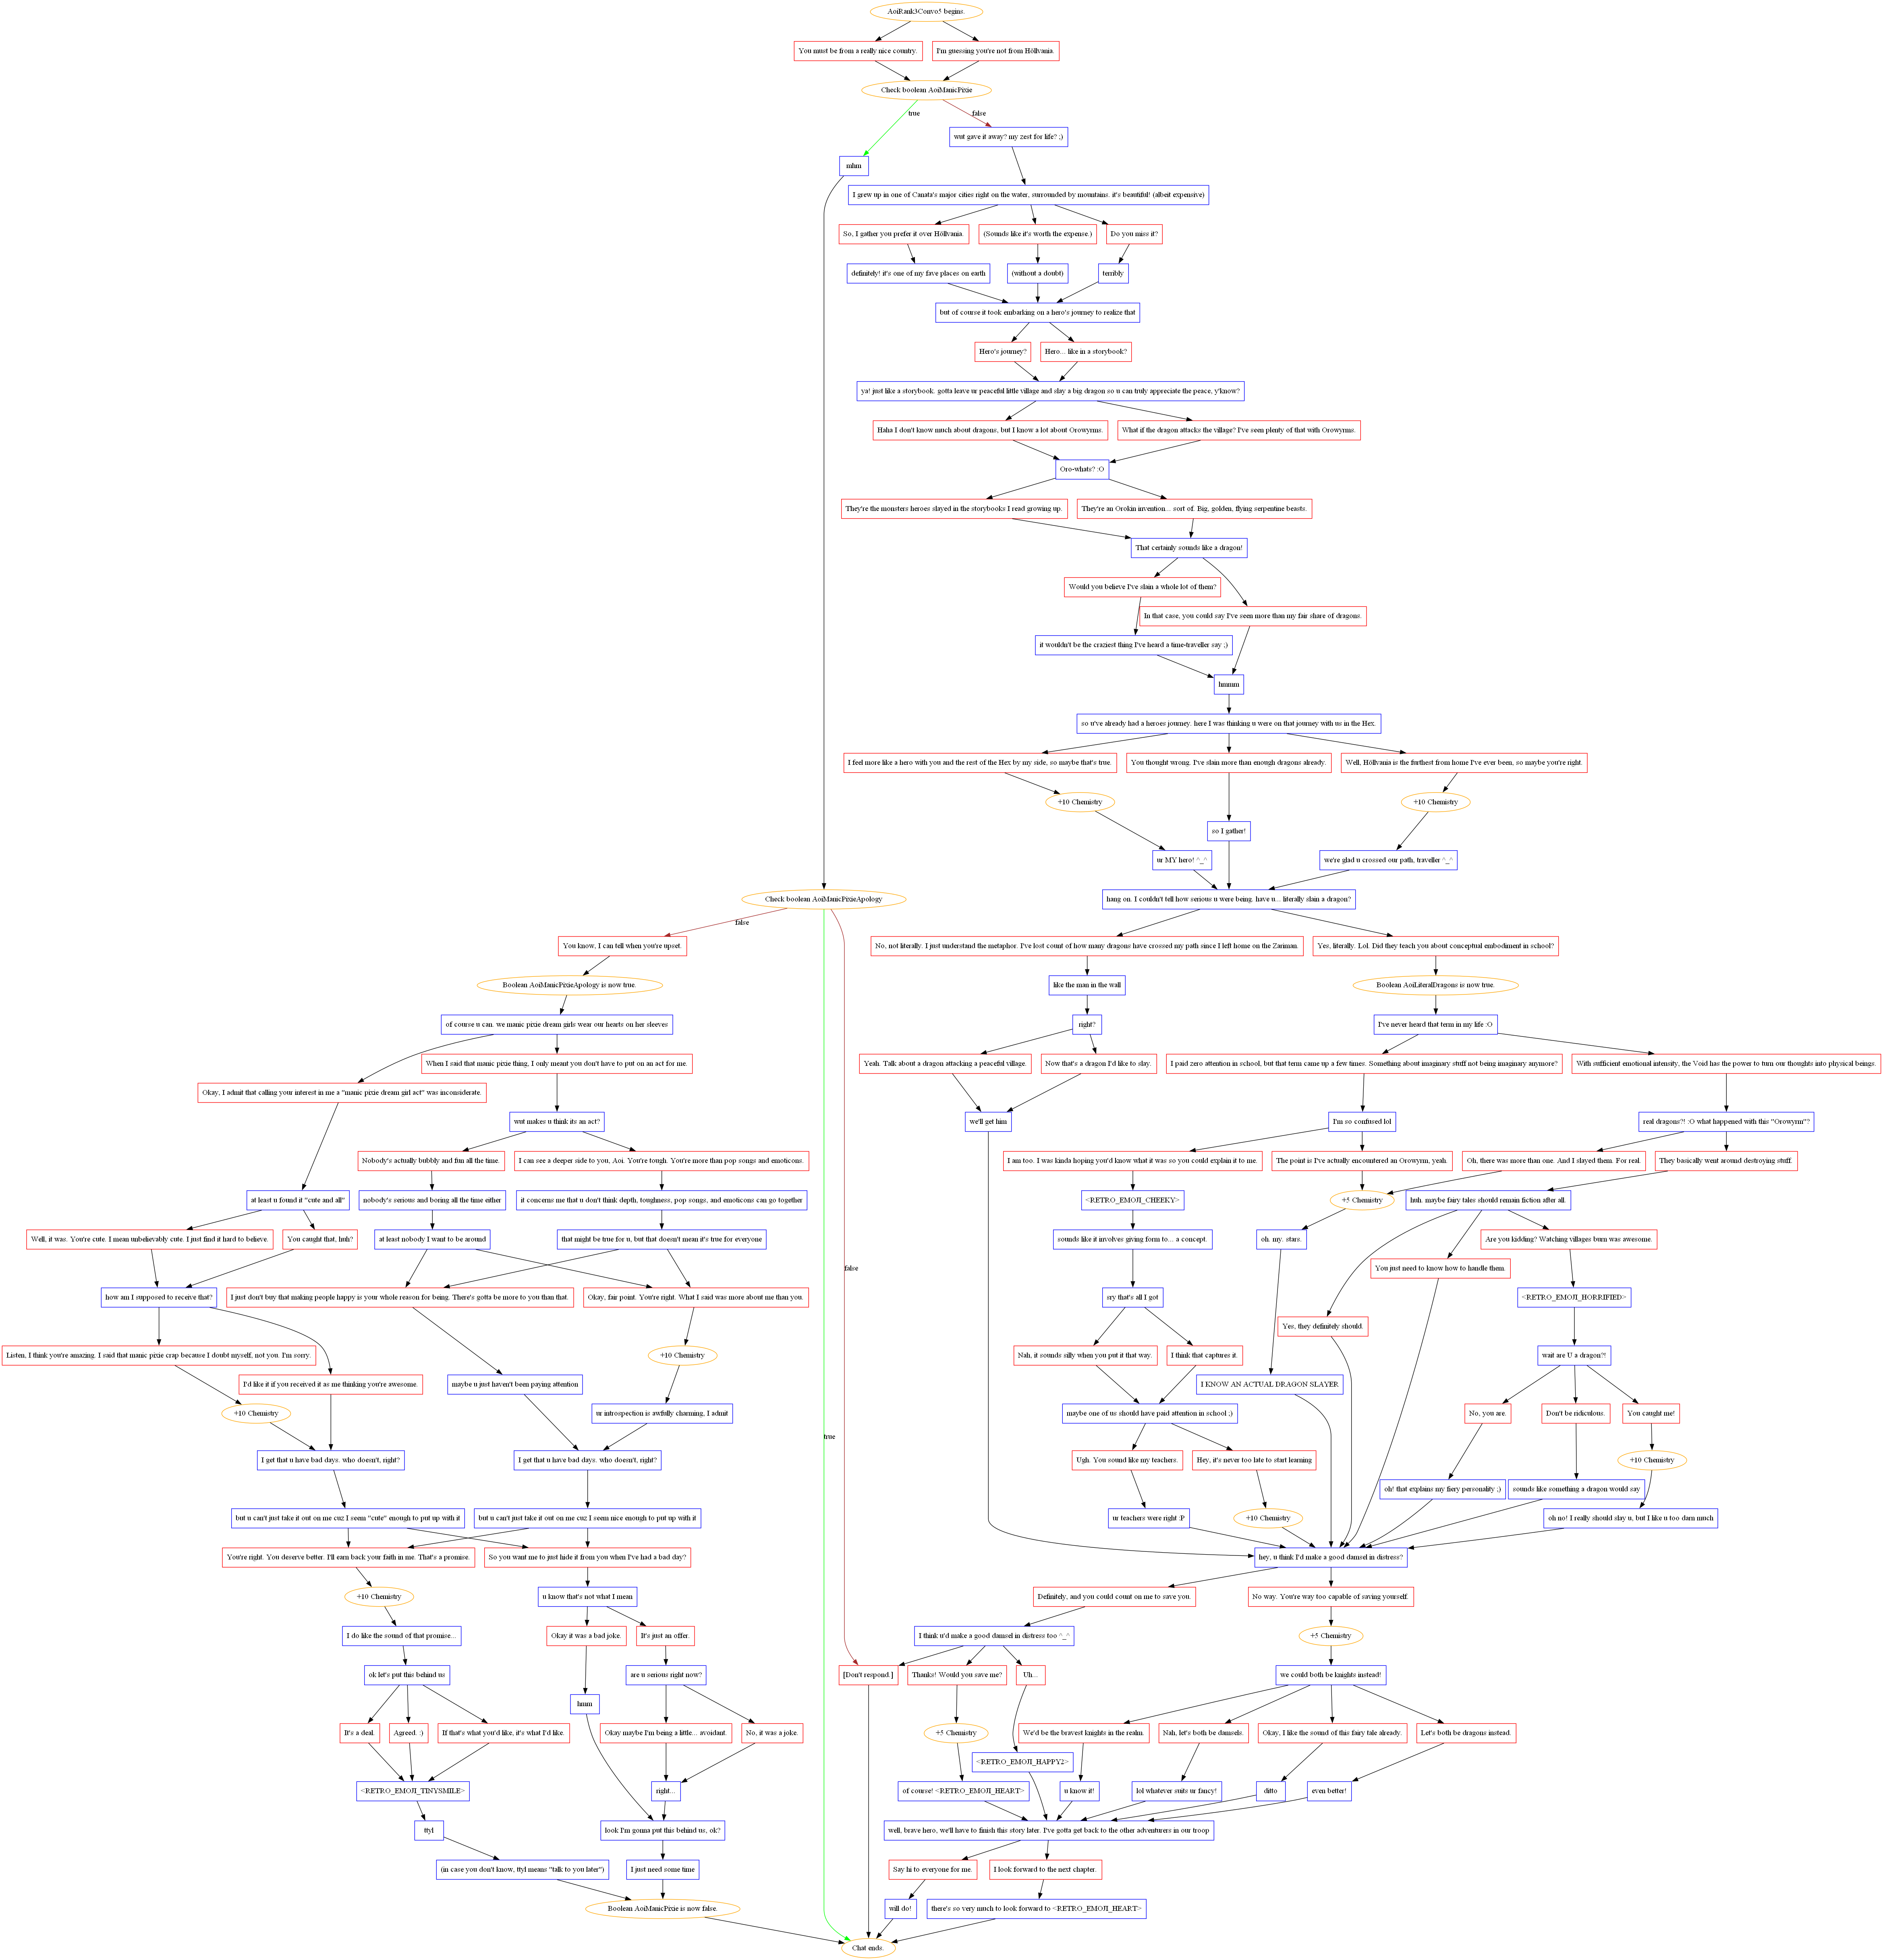 AoiRank3Convo5 begins.
You must be from a really nice country.
I'm guessing you're not from Höllvania.
Check boolean AoiManicPixie
true
false
wut gave it away? my zest for life? ;)
mhm
I grew up in one of Canata's major cities right on the water, surrounded by mountains. it's beautiful! (albeit expensive)
So, I gather you prefer it over Höllvania.
(Sounds like it's worth the expense.)
Do you miss it?
definitely! it's one of my fave places on earth
(without a doubt)
terribly
but of course it took embarking on a hero's journey to realize that
Hero's journey?
Hero... like in a storybook?
ya! just like a storybook. gotta leave ur peaceful little village and slay a big dragon so u can truly appreciate the peace, y'know?
Haha I don't know much about dragons, but I know a lot about Orowyrms.
What if the dragon attacks the village? I've seen plenty of that with Orowyrms.
Oro-whats? :O
They're the monsters heroes slayed in the storybooks I read growing up.
They're an Orokin invention... sort of. Big, golden, flying serpentine beasts.
That certainly sounds like a dragon!
Would you believe I've slain a whole lot of them?
In that case, you could say I've seen more than my fair share of dragons.
it wouldn't be the craziest thing I've heard a time-traveller say ;)
hmmm
so u've already had a heroes journey. here I was thinking u were on that journey with us in the Hex.
I feel more like a hero with you and the rest of the Hex by my side, so maybe that's true.
You thought wrong. I've slain more than enough dragons already.
Well, Höllvania is the furthest from home I've ever been, so maybe you're right.
+10 Chemistry
+10 Chemistry
so I gather!
ur MY hero! ^_^
we're glad u crossed our path, traveller ^_^
Check boolean AoiManicPixieApology
hang on. I couldn't tell how serious u were being. have u... literally slain a dragon?
false
You know, I can tell when you're upset.
No, not literally. I just understand the metaphor. I've lost count of how many dragons have crossed my path since I left home on the Zariman.
Yes, literally. Lol. Did they teach you about conceptual embodiment in school?
Boolean AoiManicPixieApology is now true.
like the man in the wall
Boolean AoiLiteralDragons is now true.
of course u can. we manic pixie dream girls wear our hearts on her sleeves
right?
I've never heard that term in my life :O
When I said that manic pixie thing, I only meant you don't have to put on an act for me.
Yeah. Talk about a dragon attacking a peaceful village.
Now that's a dragon I'd like to slay.
I paid zero attention in school, but that term came up a few times. Something about imaginary stuff not being imaginary anymore?
With sufficient emotional intensity, the Void has the power to turn our thoughts into physical beings.
Okay, I admit that calling your interest in me a "manic pixie dream girl act" was inconsiderate.
wut makes u think its an act?
we'll get him
I'm so confused lol
real dragons?! :O what happened with this "Orowyrm"?
Nobody's actually bubbly and fun all the time.
I can see a deeper side to you, Aoi. You're tough. You're more than pop songs and emoticons.
I am too. I was kinda hoping you'd know what it was so you could explain it to me.
The point is I've actually encountered an Orowyrm, yeah.
Oh, there was more than one. And I slayed them. For real.
They basically went around destroying stuff.
at least u found it "cute and all"
nobody's serious and boring all the time either
it concerns me that u don't think depth, toughness, pop songs, and emoticons can go together
<RETRO_EMOJI_CHEEKY>
+5 Chemistry
huh. maybe fairy tales should remain fiction after all.
Well, it was. You're cute. I mean unbelievably cute. I just find it hard to believe.
You caught that, huh?
at least nobody I want to be around
that might be true for u, but that doesn't mean it's true for everyone
sounds like it involves giving form to... a concept.
oh. my. stars.
Are you kidding? Watching villages burn was awesome.
false
You just need to know how to handle them.
how am I supposed to receive that?
I just don't buy that making people happy is your whole reason for being. There's gotta be more to you than that.
Okay, fair point. You're right. What I said was more about me than you.
sry that's all I got
<RETRO_EMOJI_HORRIFIED>
Yes, they definitely should.
Listen, I think you're amazing. I said that manic pixie crap because I doubt myself, not you. I'm sorry.
+10 Chemistry
Nah, it sounds silly when you put it that way.
I think that captures it.
wait are U a dragon?!
I'd like it if you received it as me thinking you're awesome.
maybe u just haven't been paying attention
I KNOW AN ACTUAL DRAGON SLAYER
+10 Chemistry
ur introspection is awfully charming, I admit
maybe one of us should have paid attention in school ;)
No, you are.
Don't be ridiculous.
You caught me!
true
I get that u have bad days. who doesn't, right?
I get that u have bad days. who doesn't, right?
Ugh. You sound like my teachers.
Hey, it's never too late to start learning
+10 Chemistry
oh! that explains my fiery personality ;)
sounds like something a dragon would say
but u can't just take it out on me cuz I seem "cute" enough to put up with it
but u can't just take it out on me cuz I seem nice enough to put up with it
ur teachers were right :P
+10 Chemistry
oh no! I really should slay u, but I like u too darn much
You're right. You deserve better. I'll earn back your faith in me. That's a promise.
So you want me to just hide it from you when I've had a bad day?
hey, u think I'd make a good damsel in distress?
+10 Chemistry
u know that's not what I mean
Definitely, and you could count on me to save you.
No way. You're way too capable of saving yourself.
I do like the sound of that promise...
Okay it was a bad joke.
It's just an offer.
I think u'd make a good damsel in distress too ^_^
+5 Chemistry
ok let's put this behind us
are u serious right now?
[Don't respond.]
Thanks! Would you save me?
Uh...
we could both be knights instead!
hmm
It's a deal.
Agreed. :)
If that's what you'd like, it's what I'd like.
Okay maybe I'm being a little... avoidant.
No, it was a joke.
+5 Chemistry
We'd be the bravest knights in the realm.
Nah, let's both be damsels.
Okay, I like the sound of this fairy tale already.
Let's both be dragons instead.
<RETRO_EMOJI_HAPPY2>
<RETRO_EMOJI_TINYSMILE>
right...
of course! <RETRO_EMOJI_HEART>
u know it!
lol whatever suits ur fancy!
ditto
even better!
ttyl
look I'm gonna put this behind us, ok?
well, brave hero, we'll have to finish this story later. I've gotta get back to the other adventurers in our troop
(in case you don't know, ttyl means "talk to you later")
I just need some time
Say hi to everyone for me.
I look forward to the next chapter.
Boolean AoiManicPixie is now false.
will do!
there's so very much to look forward to <RETRO_EMOJI_HEART>
Chat ends.